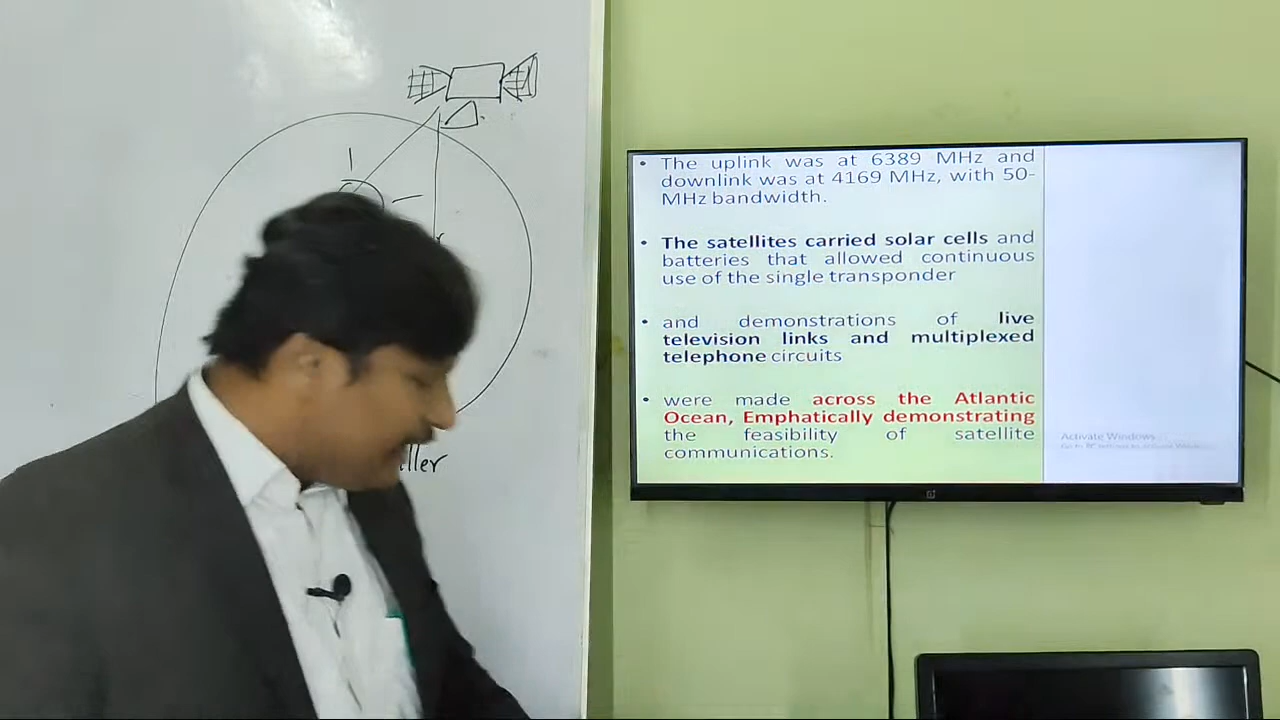 • The uplink was at 6389 MHz and
downlink was at 4169 MHz, with 50-
MHz bandwidth.
• The satellites carried solar cells and
batteries that allowed continuous
use of the single transponder
• and demonstrations of live
television links and multiplexed
telephone circuits
• were made across the Atlantic
Ocean, Emphatically demonstrating
the feasibility of satellite
communications.
Activate Windows